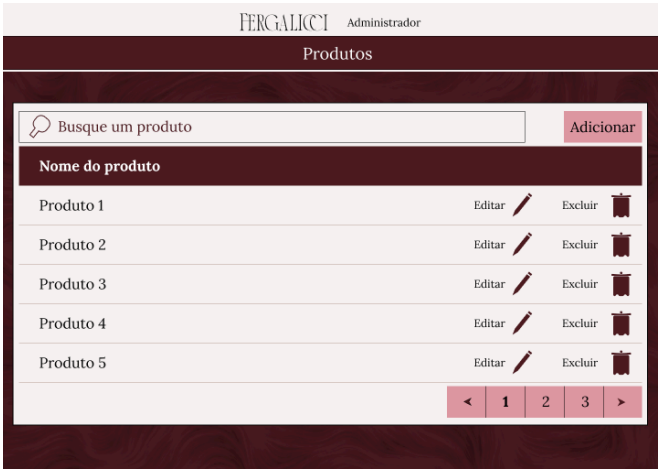 FERGALICCI Administrador
Produtos
Busque um produto Adicionar
Nome do produto
Produto 1 Editar Excluir
Produto 2 Editar Excluir
Produto 3 Editar Excluir
Produto 4 Editar Excluir
Produto 5 Editar Excluir
1 2 3